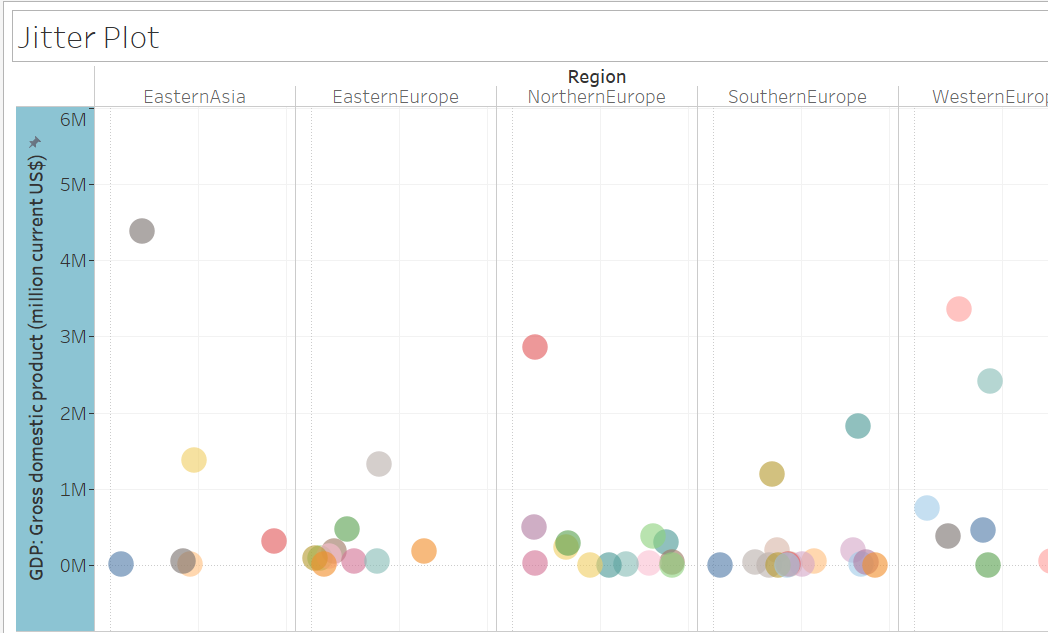 Jitter Plot
Region
EasternAsia EasternEurope NorthernEurope SouthernEurope WesternEurop
GDP: Gross domestic product (million current US$)
6M
5M
4M
3M
2M
1M
0M